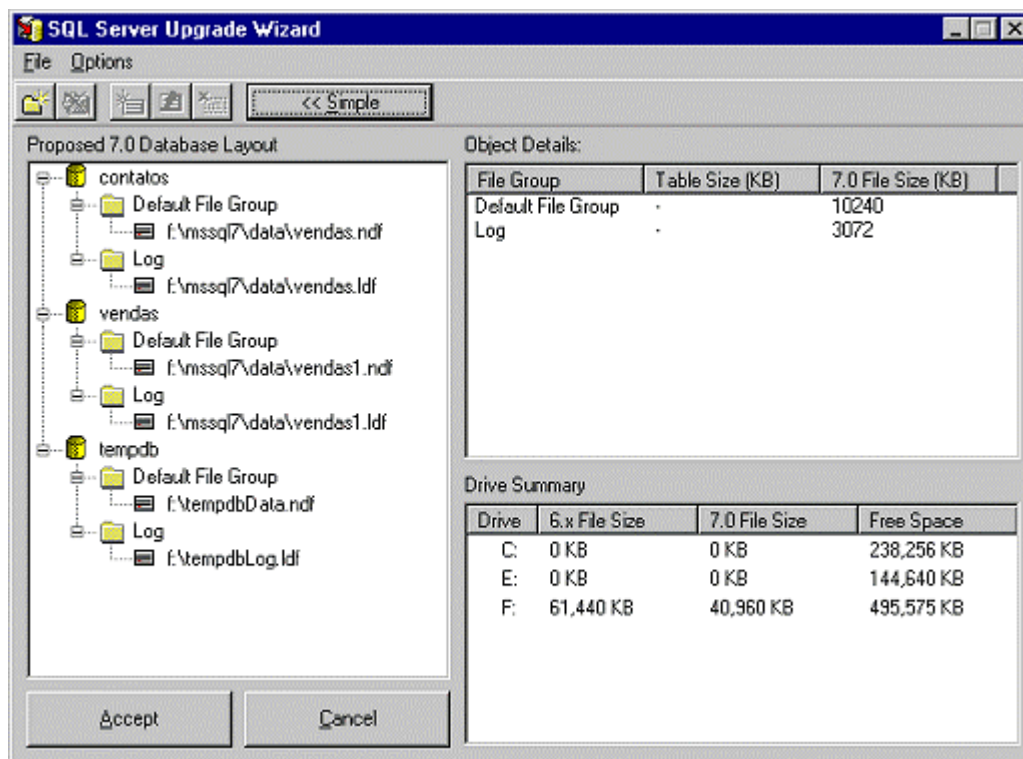 SQL Server Upgrade Wizard
File Options
<< Simple
Proposed 7.0 Database Layout
contatos
Default File Group
f:\mssql7\data\vendas.ndf
Log
f:\mssql7\data\vendas.ldf
vendas
Default File Group
f:\mssql7\data\vendas1.ndf
Log
f:\mssql7\data\vendas1.ldf
tempdb
Default File Group
f:\tempdbData.ndf
Log
f:\tempdbLog.ldf
Accept Cancel
Object Details:
File Group Table Size (KB) 7.0 File Size (KB)
Default File Group - 10240
Log - 3072
Drive Summary
Drive 6.x File Size 7.0 File Size Free Space
C: 0 KB 0 KB 238,256 KB
E: 0 KB 0 KB 144,640 KB
F: 61,440 KB 40,960 KB 495,575 KB